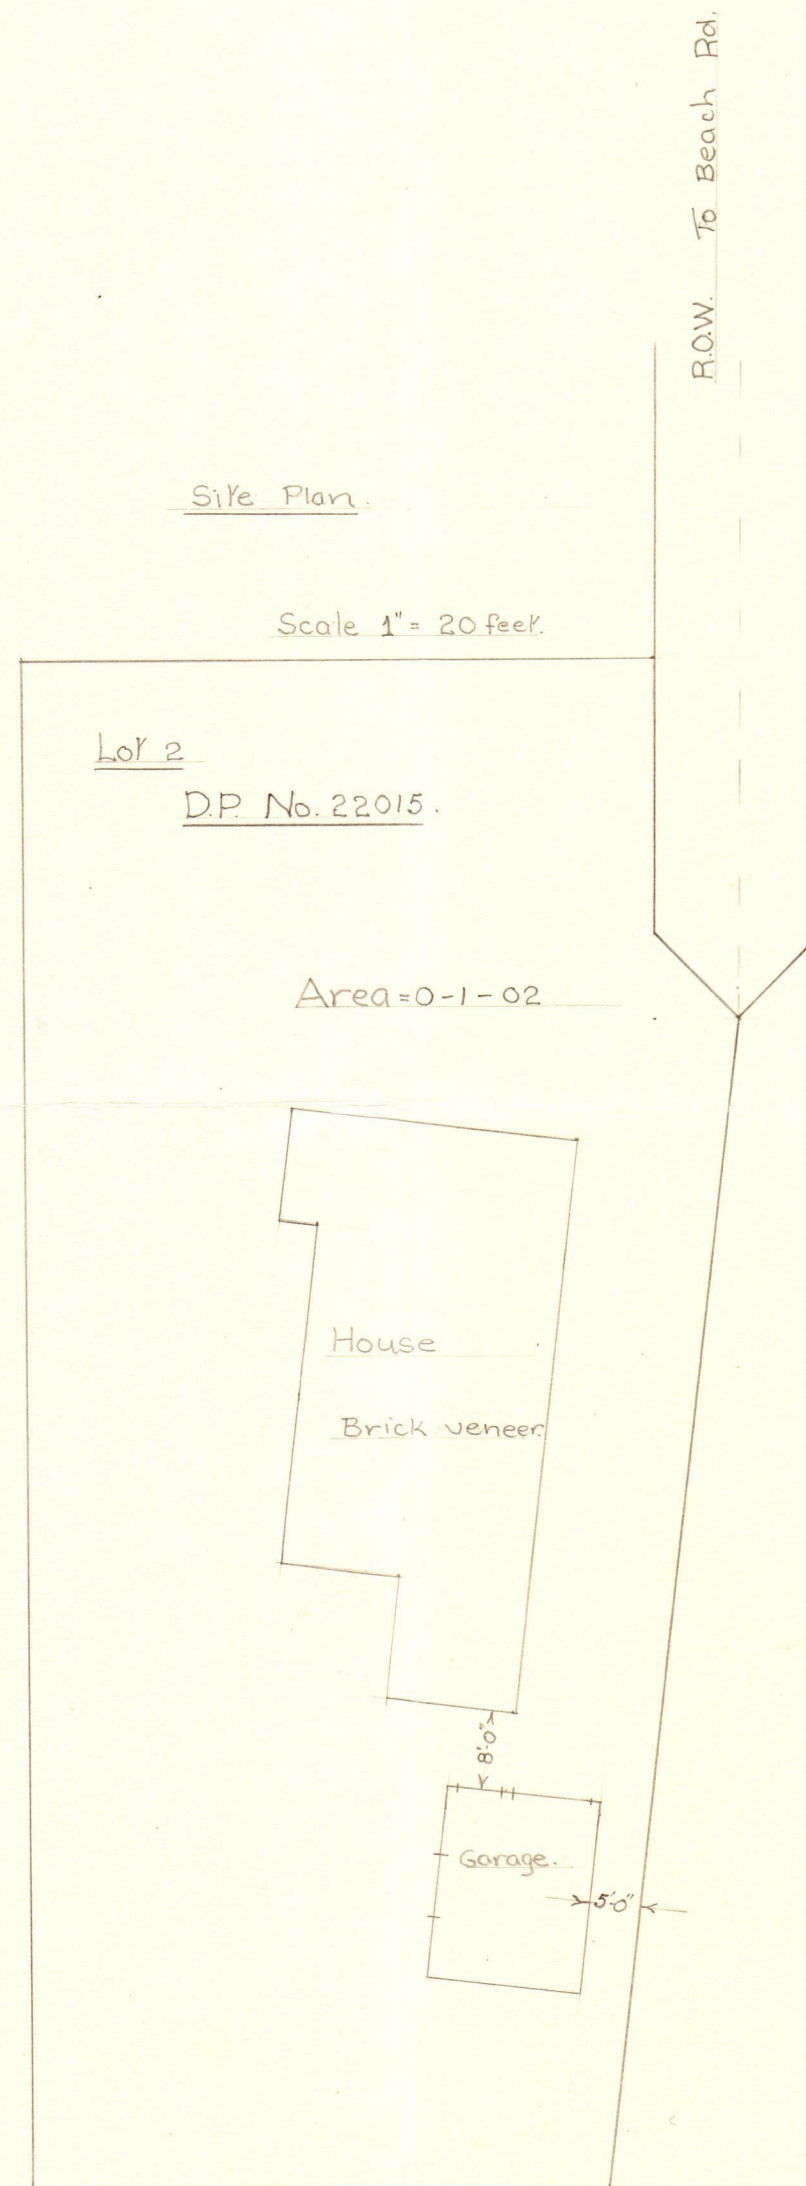 R.O.W. To Beach Rd.
Site Plan.
Scale 1" = 20 feet.
Lot 2
D.P. No. 22015.
Area = 0-1-02
House
Brick veneer.
8'-0"
Garage.
5'-0"